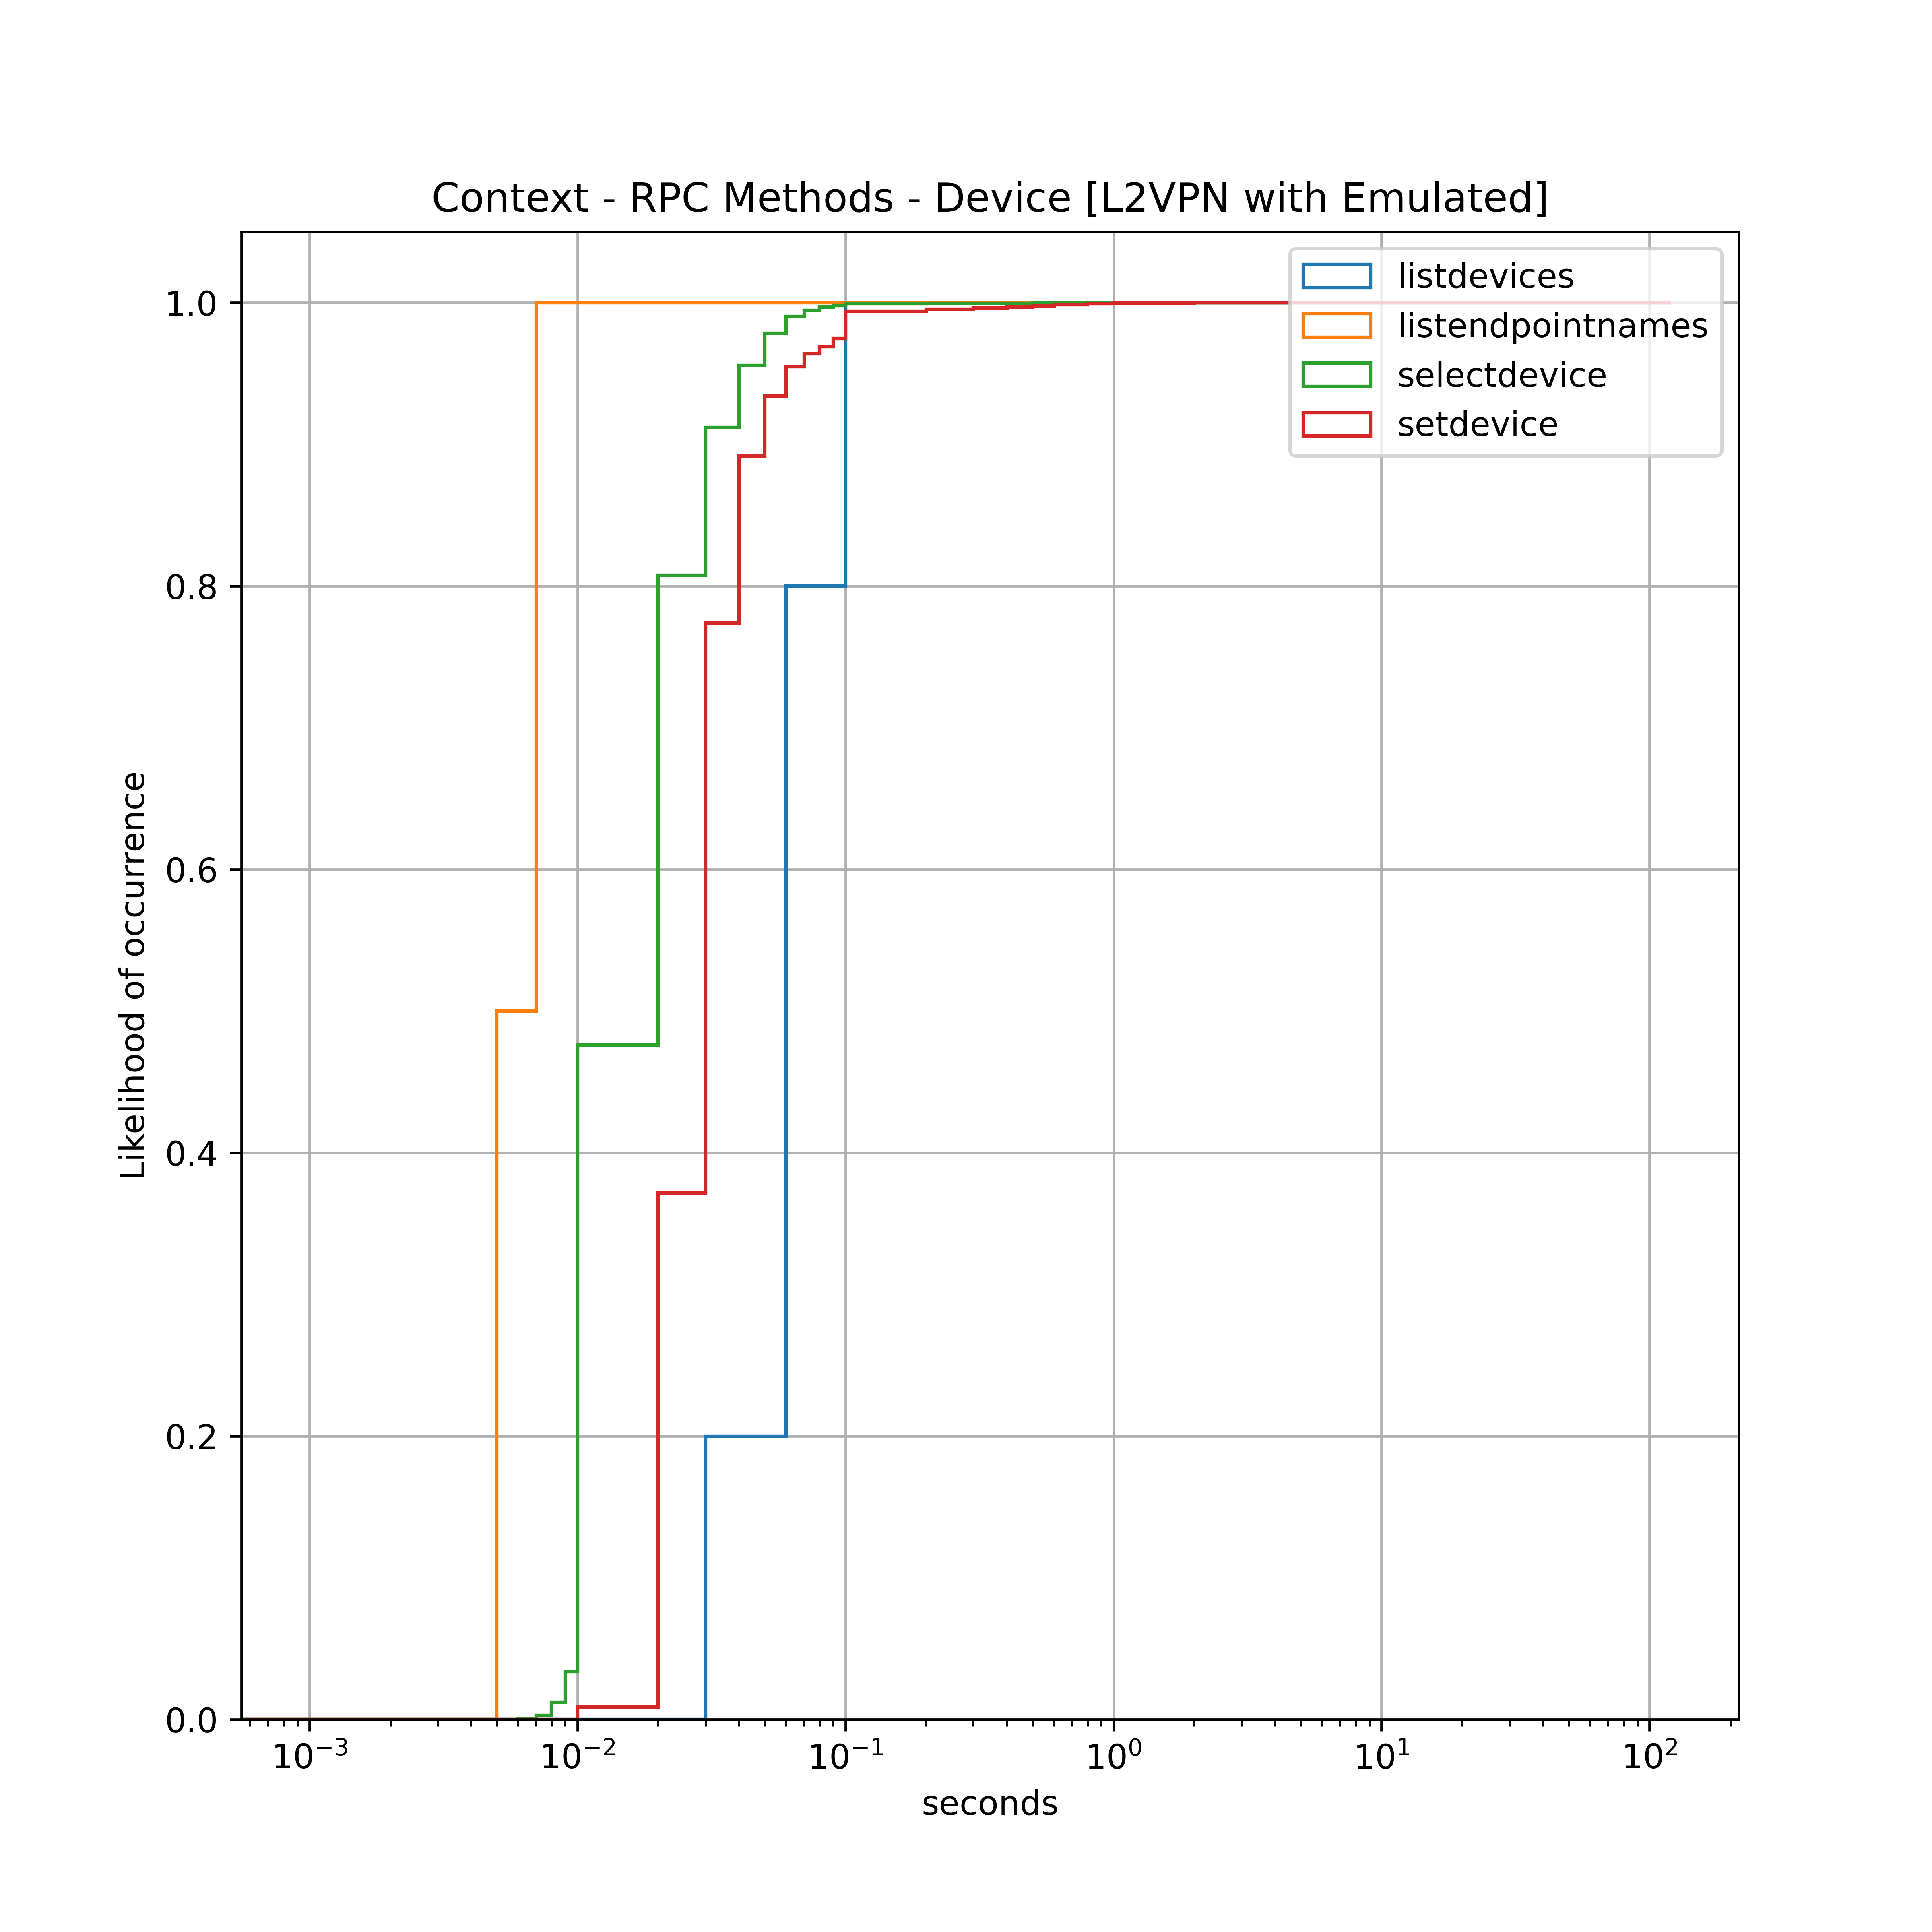 Context - RPC Methods - Device [L2VPN with Emulated]
listdevices
listendpointnames
selectdevice
setdevice
Likelihood of occurrence
1.0
0.8
0.6
0.4
0.2
0.0
10⁻³ 10⁻² 10⁻¹ 10⁰ 10¹ 10²
seconds